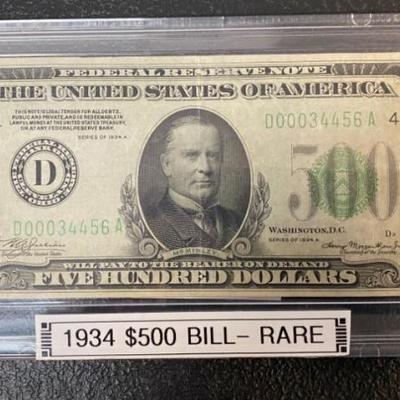 FEDERAL RESERVE NOTE
THE UNITED STATES OF AMERICA
THIS NOTE IS LEGAL TENDER FOR ALL DEBTS,
PUBLIC AND PRIVATE, AND IS REDEEMABLE IN
LAWFUL MONEY AT THE UNITED STATES TREASURY,
OR AT ANY FEDERAL RESERVE BANK.
D00034456A
4
SERIES OF 1934 A
D
500
D00034456A
WASHINGTON, D.C.
D
SERIES OF 1934 A
MCKINLEY
WILL PAY TO THE BEARER ON DEMAND
FIVE HUNDRED DOLLARS
1934 $500 BILL- RARE